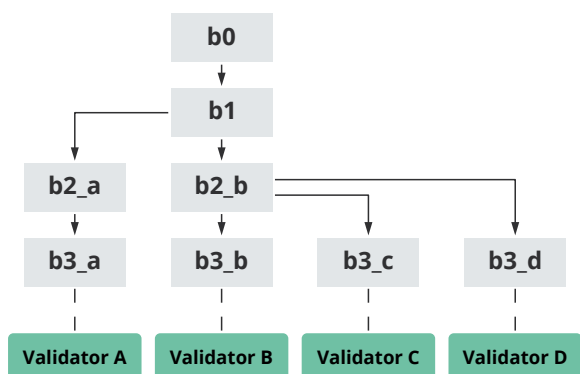 b0
b1
b2_a
b2_b
b3_a
b3_b
b3_c
b3_d
Validator A
Validator B
Validator C
Validator D